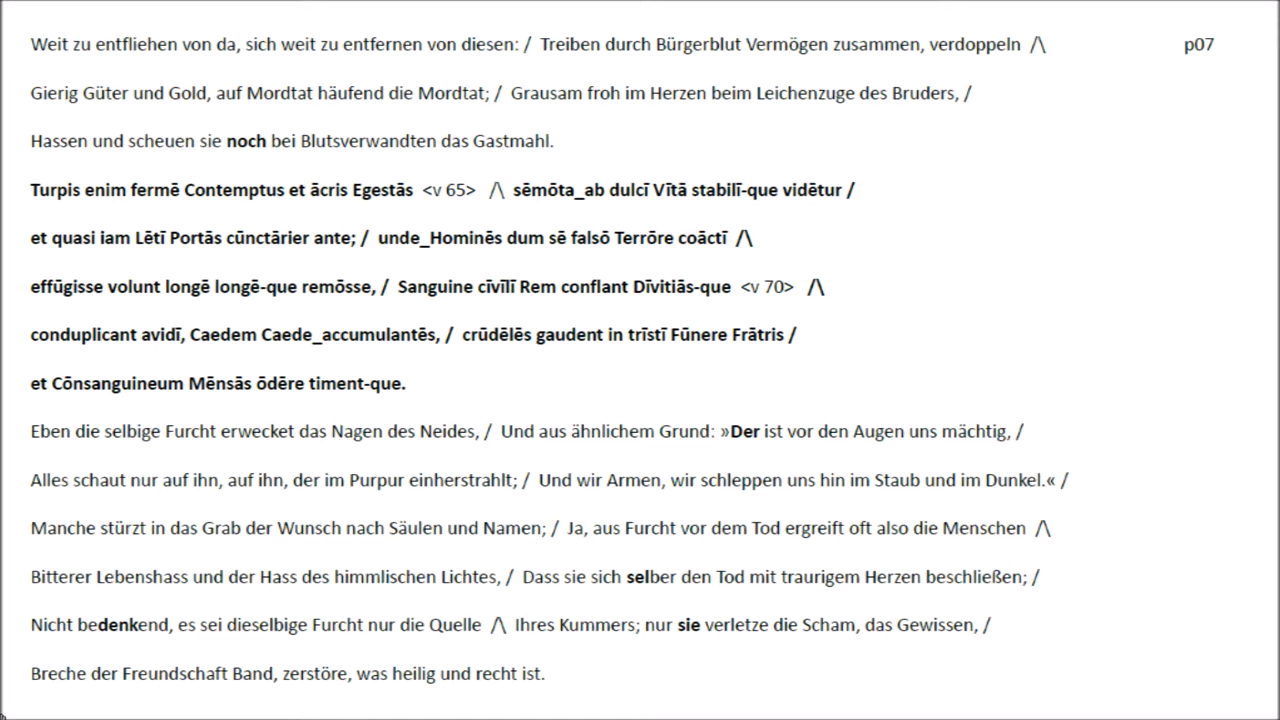 Weit zu entfliehen von da, sich weit zu entfernen von diesen: / Treiben durch Bürgerblut Vermögen zusammen, verdoppeln /\ p07
Gierig Güter und Gold, auf Mordtat häufend die Mordtat; / Grausam froh im Herzen beim Leichenzuge des Bruders, /
Hassen und scheuen sie noch bei Blutsverwandten das Gastmahl.
Turpis enim fermē Contemptus et ācris Egestās <v 65> /\ sēmōta_ab dulcī Vītā stabilī-que vidētur /
et quasi iam Lētī Portās cūnctārier ante; / unde_Hominēs dum sē falsō Terrōre coāctī /\
effūgisse volunt longē longē-que remōsse, / Sanguine cīvīlī Rem conflant Dīvitiās-que <v 70> /\
conduplicant avidī, Caedem Caede_accumulantēs, / crūdēlēs gaudent in trīstī Fūnere Frātris /
et Cōnsanguineum Mēnsās ōdēre timent-que.
Eben die selbige Furcht erwecket das Nagen des Neides, / Und aus ähnlichem Grund: »Der ist vor den Augen uns mächtig, /
Alles schaut nur auf ihn, auf ihn, der im Purpur einherstrahlt; / Und wir Armen, wir schleppen uns hin im Staub und im Dunkel.« /
Manche stürzt in das Grab der Wunsch nach Säulen und Namen; / Ja, aus Furcht vor dem Tod ergreift oft also die Menschen /\
Bitterer Lebenshass und der Hass des himmlischen Lichtes, / Dass sie sich selber den Tod mit traurigem Herzen beschließen; /
Nicht bedenkend, es sei dieselbige Furcht nur die Quelle /\ Ihres Kummers; nur sie verletze die Scham, das Gewissen, /
Breche der Freundschaft Band, zerstöre, was heilig und recht ist.